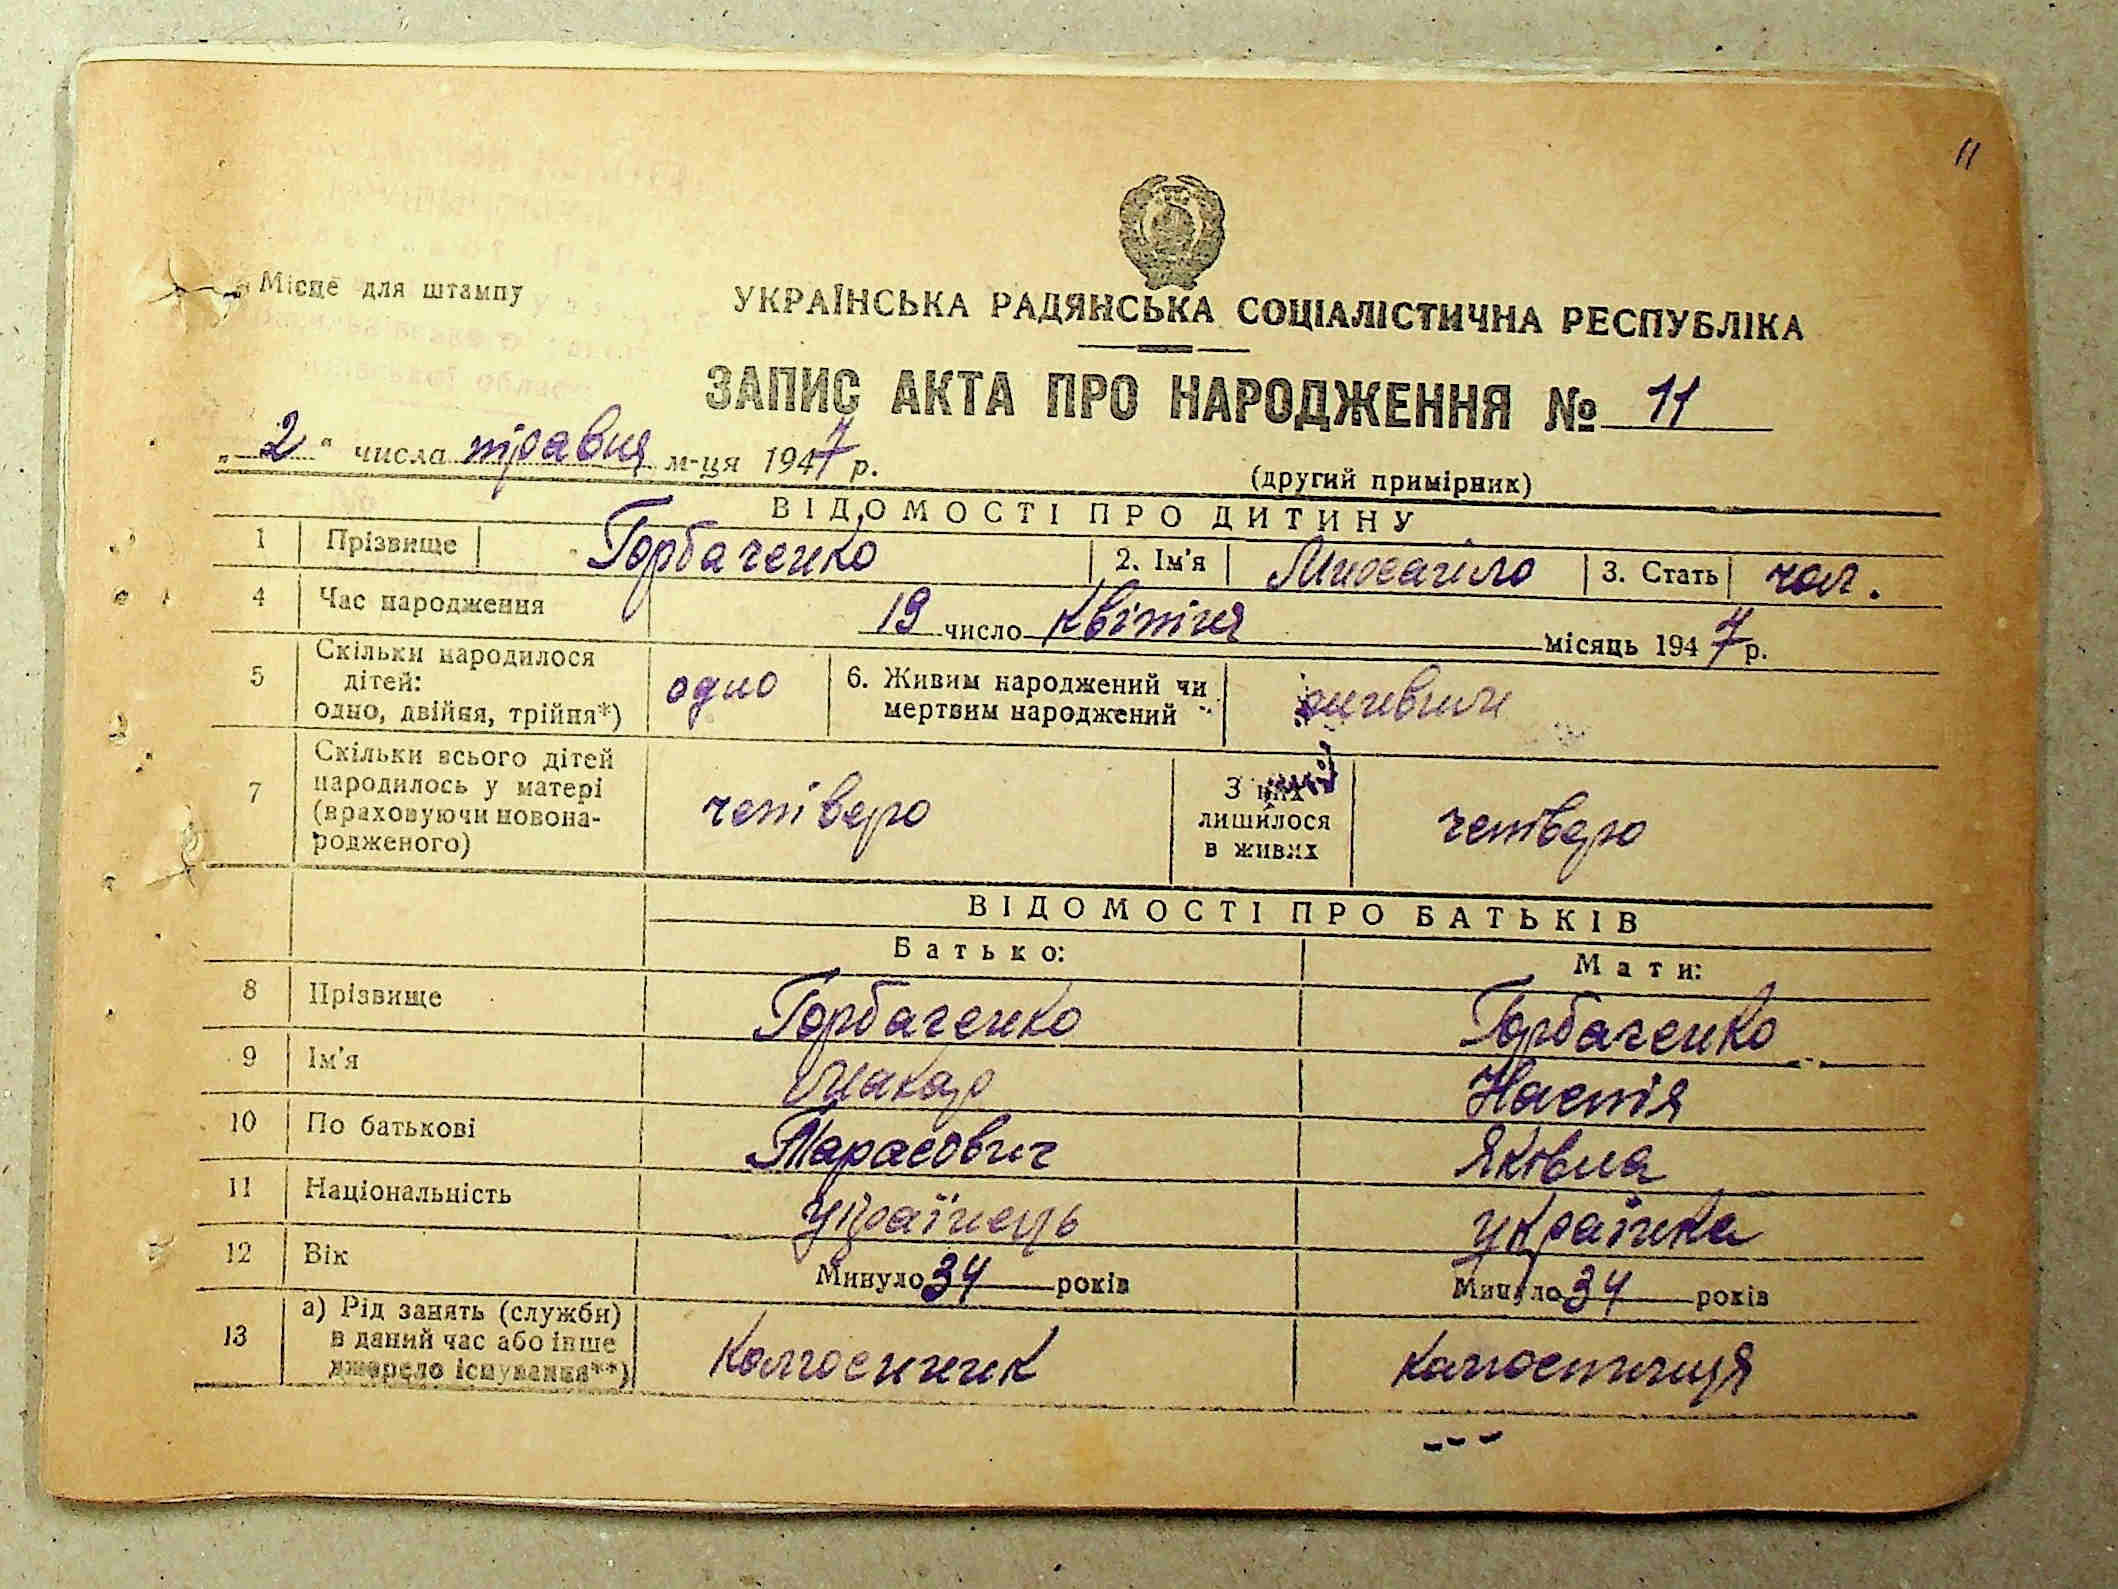 11
Місце для штампу
УКРАЇНСЬКА РАДЯНСЬКА СОЦІАЛІСТИЧНА РЕСПУБЛІКА
ЗАПИС АКТА ПРО НАРОДЖЕННЯ № 11
„2“ числа травня м-ця 1947 р.
(другий примірник)
ВІДОМОСТІ ПРО ДИТИНУ
1 Прізвище Горбаченко 2. Ім'я Михайло 3. Стать чол.
4 Час народження 19 число квітня місяць 1947 р.
5 Скільки народилося дітей: одно, двійня, трійня*) одно 6. Живим народжений чи мертвим народжений живим
7 Скільки всього дітей народилось у матері (враховуючи новонародженого) четверо З них лишилося в живих четверо
ВІДОМОСТІ ПРО БАТЬКІВ
Батько: Мати:
8 Прізвище Горбаченко Горбаченко
9 Ім'я Макар Настя
10 По батькові Тарасович Яківна
11 Національність українець українка
12 Вік Минуло 34 років Минуло 34 років
13 а) Рід занять (служби) в даний час або інше джерело існування**) колгоспник колгоспниця